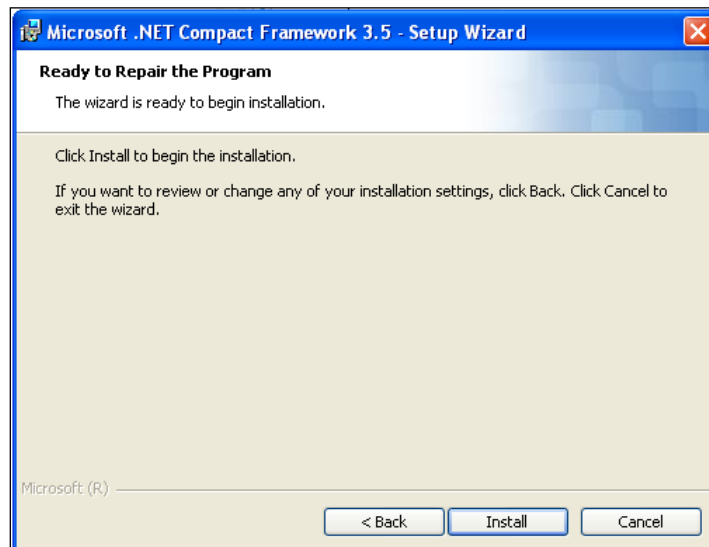 Microsoft .NET Compact Framework 3.5 - Setup Wizard
Ready to Repair the Program
The wizard is ready to begin installation.
Click Install to begin the installation.
If you want to review or change any of your installation settings, click Back. Click Cancel to
exit the wizard.
Microsoft (R)
< Back Install Cancel